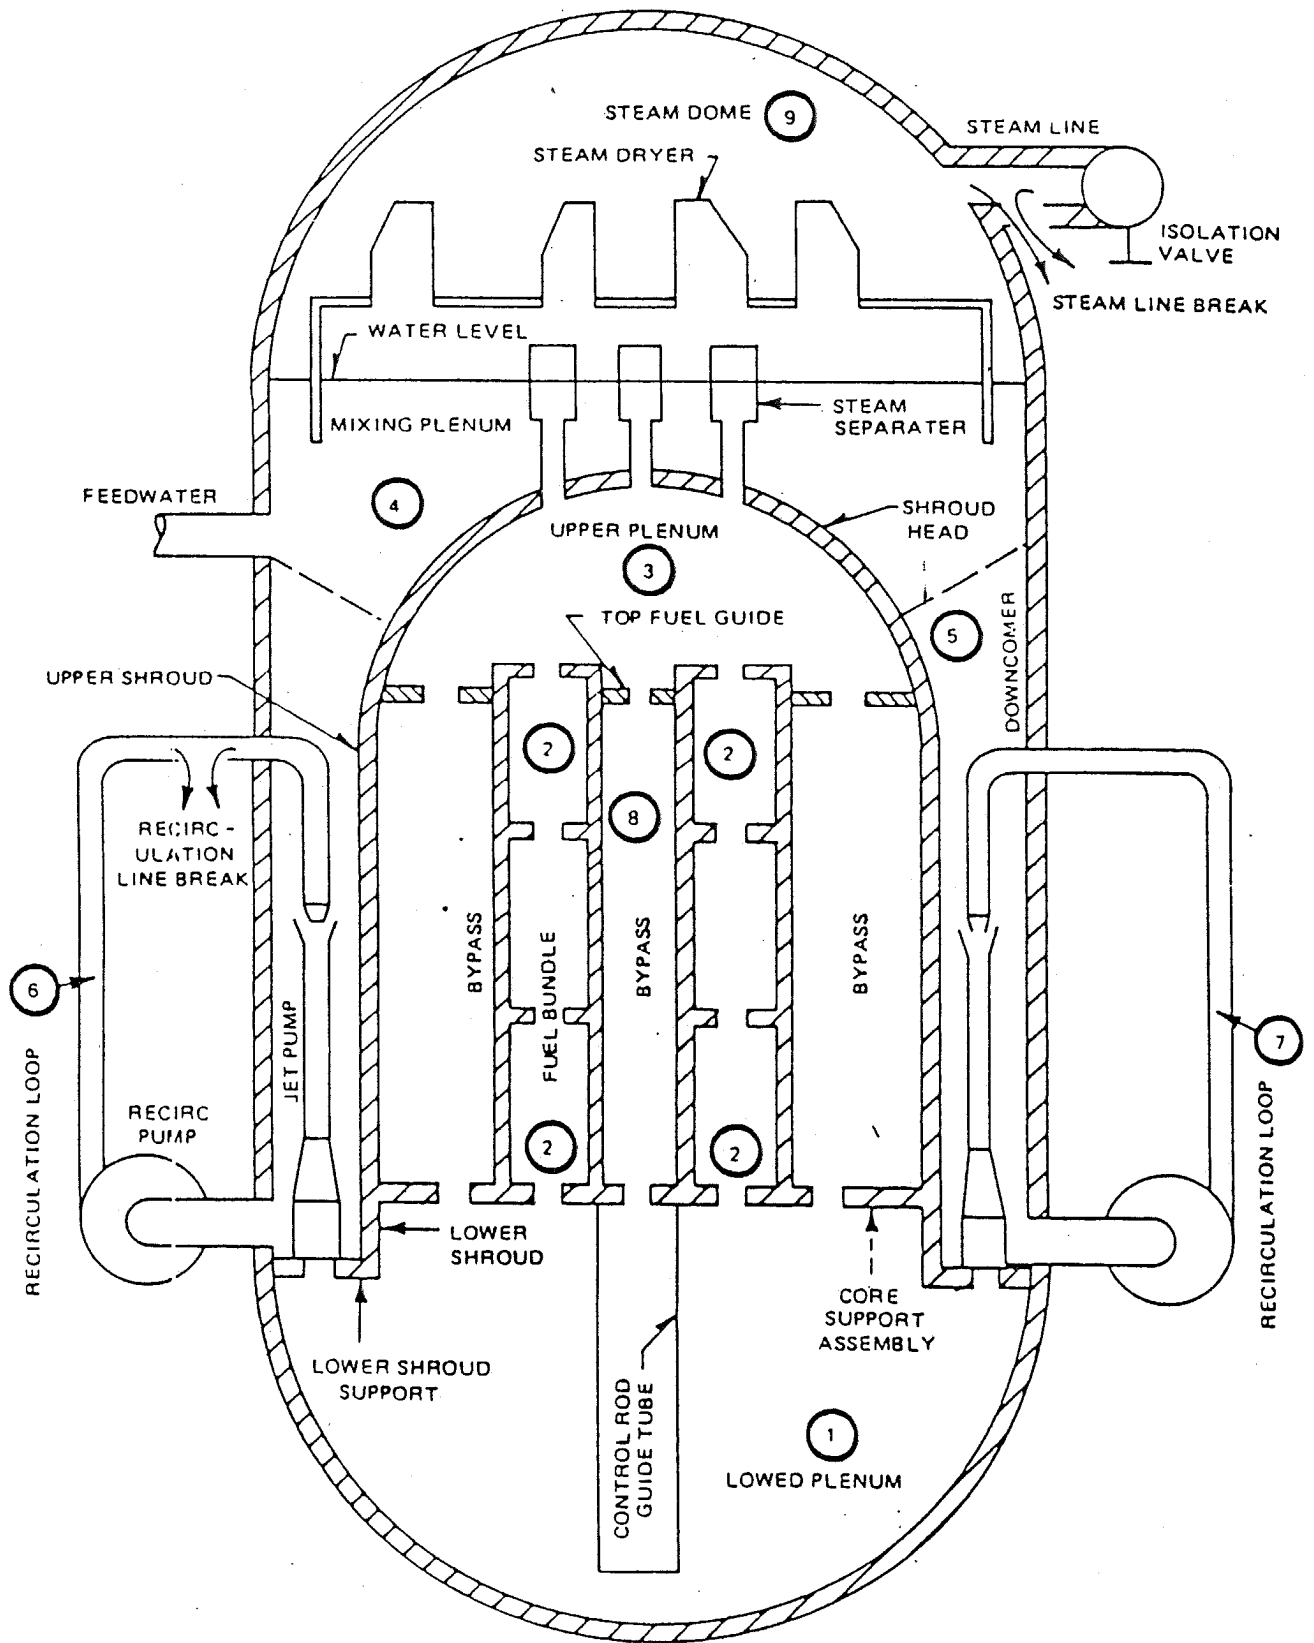 STEAM DOME 9
STEAM LINE
STEAM DRYER
ISOLATION
VALVE
STEAM LINE BREAK
WATER LEVEL
STEAM
SEPARATER
MIXING PLENUM
FEEDWATER
4
SHROUD
HEAD
UPPER PLENUM
3
TOP FUEL GUIDE
5
DOWNCOMER
UPPER SHROUD
2
2
8
RECIRC -
ULATION
LINE BREAK
BYPASS
FUEL BUNDLE
BYPASS
BYPASS
6
RECIRCULATION LOOP
JET PUMP
7
RECIRCULATION LOOP
RECIRC
PUMP
2
2
LOWER
SHROUD
CORE
SUPPORT
ASSEMBLY
LOWER SHROUD
SUPPORT
CONTROL ROD
GUIDE TUBE
1
LOWED PLENUM